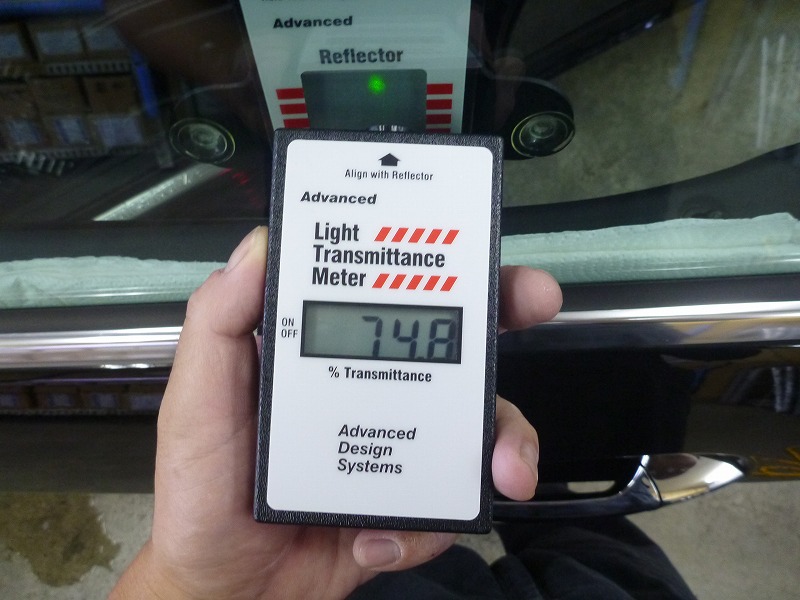 Advanced
Reflector
Align with Reflector
Advanced
Light
Transmittance
Meter
ON
OFF
74.8
% Transmittance
Advanced
Design
Systems